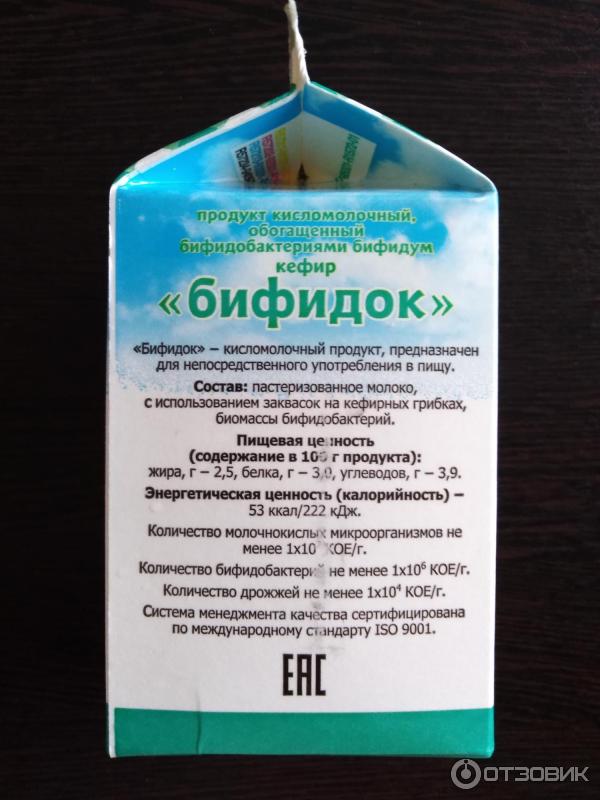 продукт кисломолочный,
обогащенный
бифидобактериями бифидум
кефир
«бифидок»
«Бифидок» – кисломолочный продукт, предназначен
для непосредственного употребления в пищу.
Состав: пастеризованное молоко,
с использованием заквасок на кефирных грибках,
биомассы бифидобактерий.
Пищевая ценность
(содержание в 100 г продукта):
жира, г – 2,5, белка, г – 3,0, углеводов, г – 3,9.
Энергетическая ценность (калорийность) –
53 ккал/222 кДж.
Количество молочнокислых микроорганизмов не
менее КОЕ/г.
Количество бифидобактерий не менее 1х10⁶ КОЕ/г.
Количество дрожжей не менее 1х10⁴ КОЕ/г.
Система менеджмента качества сертифицирована
по международному стандарту ISO 9001.
ЕАС
ОТЗОВИК